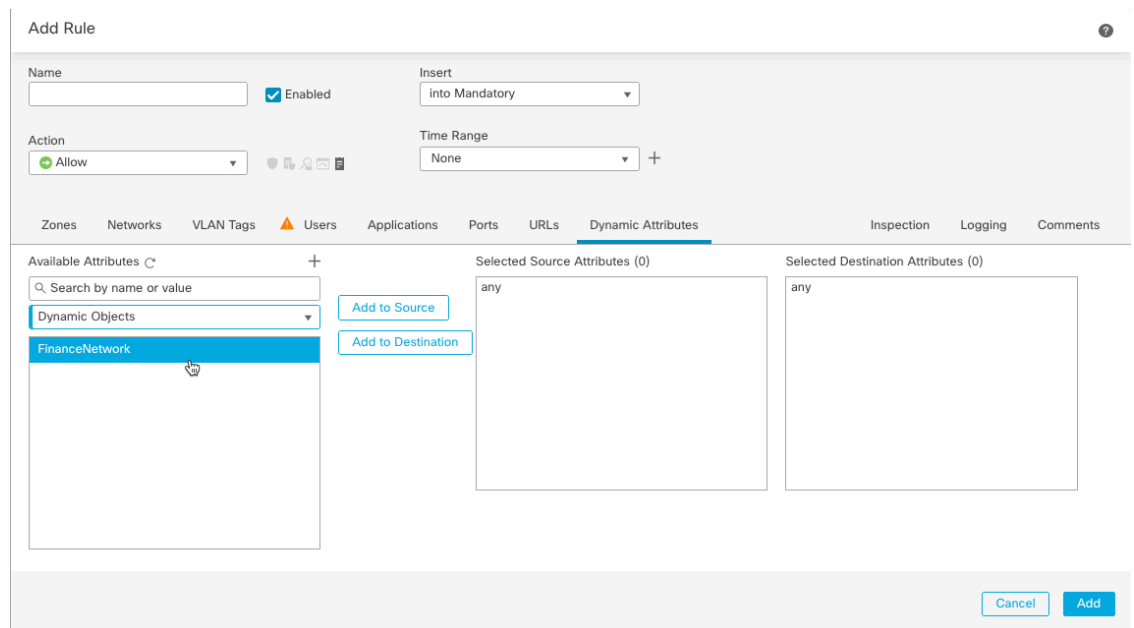 Add Rule
?
Name
Insert
Enabled
into Mandatory
Action
Time Range
Allow
None
Zones Networks VLAN Tags Users Applications Ports URLs Dynamic Attributes Inspection Logging Comments
Available Attributes
Selected Source Attributes (0)
Selected Destination Attributes (0)
Search by name or value
any
any
Add to Source
Dynamic Objects
Add to Destination
FinanceNetwork
Cancel Add